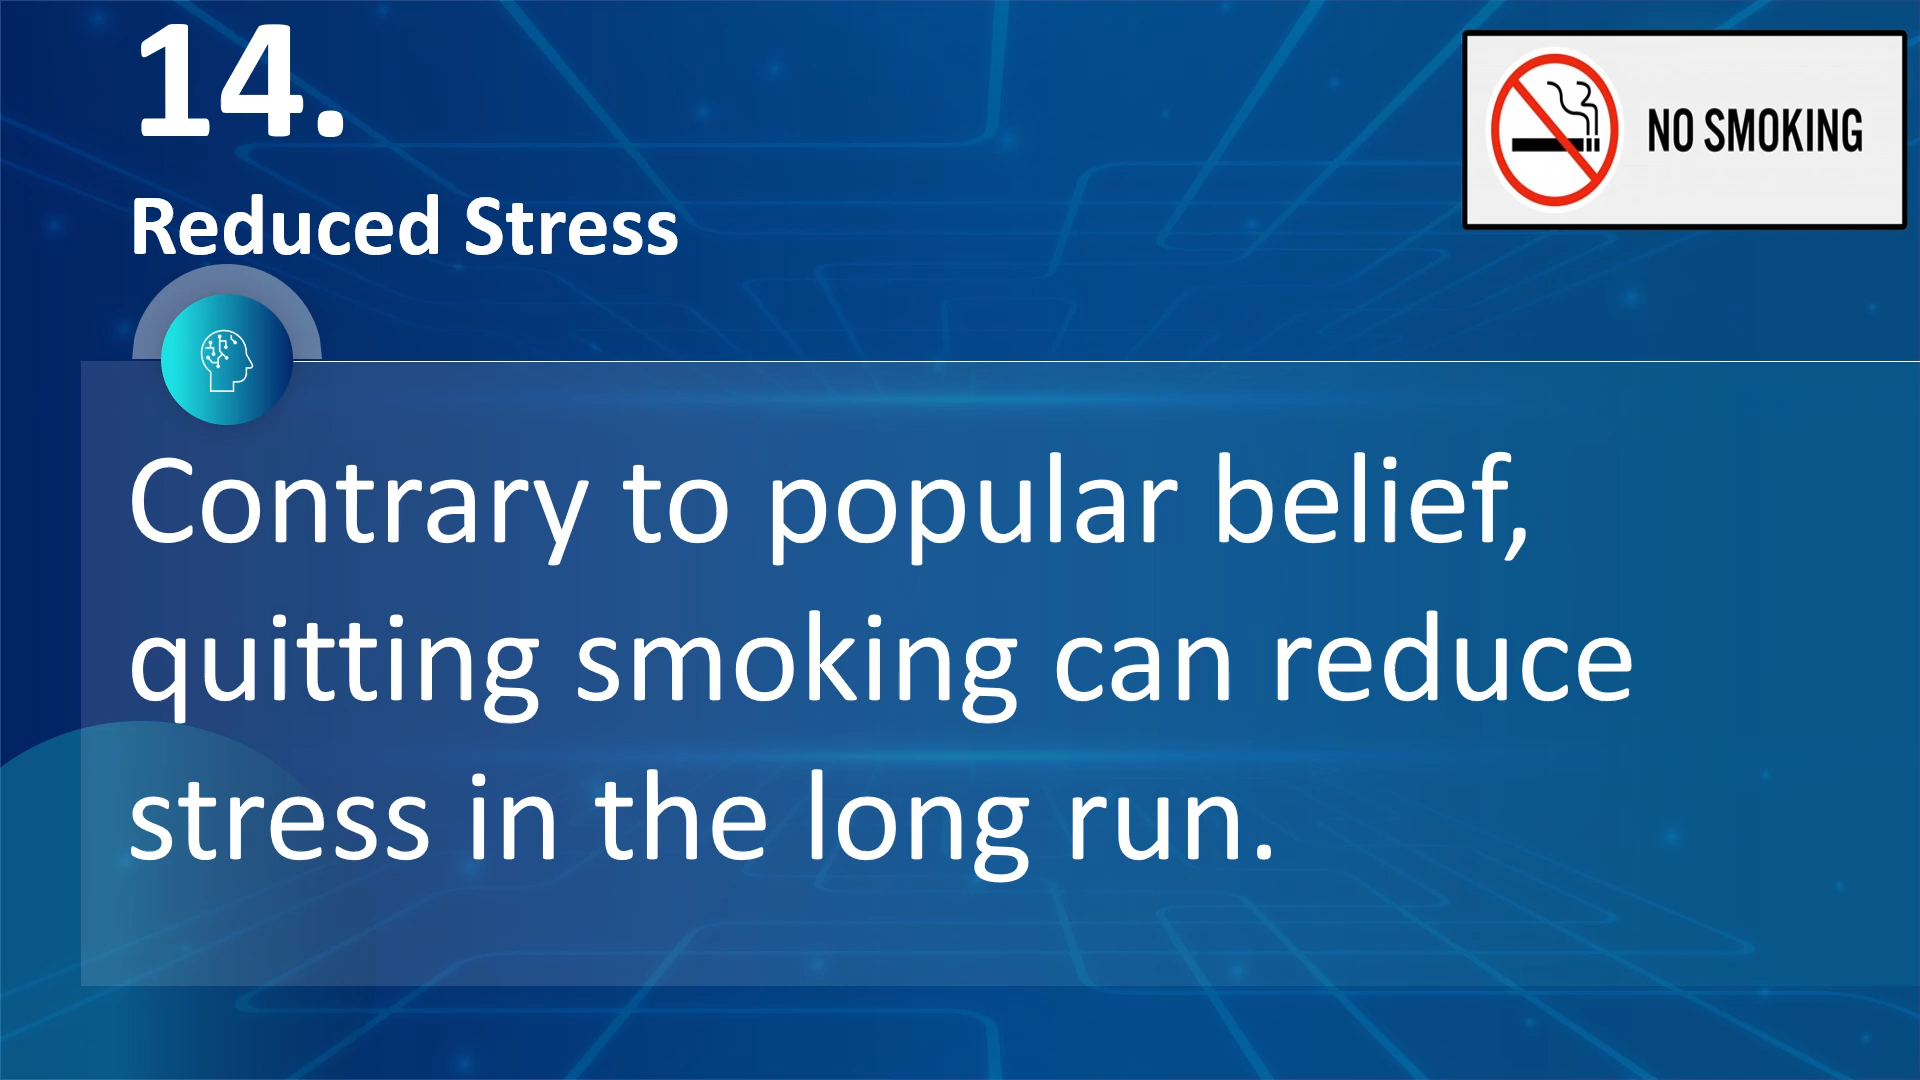 14.
NO SMOKING
Reduced Stress
Contrary to popular belief,
quitting smoking can reduce
stress in the long run.